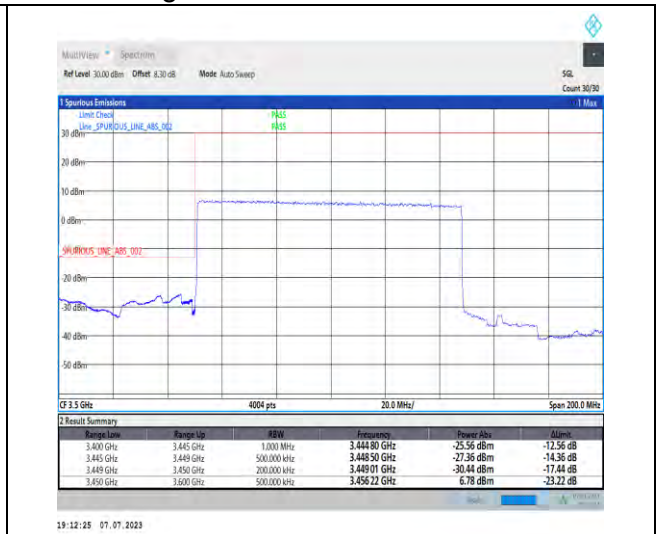 MultiView Spectrum
Ref Level 30.00 dBm Offset 8.30 dB Mode Auto Sweep SGL
Count 30/30
1 Spurious Emissions 1 Max
Limit Check PASS
Line _SPURIOUS_LINE_ABS_002 PASS
30 dBm
20 dBm
10 dBm
0 dBm
_SPURIOUS_LINE_ABS_002
-30 dBm
-40 dBm
-50 dBm
CF 3.5 GHz 4004 pts 20.0 MHz/ Span 200.0 MHz
2 Result Summary
Range Low Range Up RBW Frequency Power Abs ΔLimit
3.400 GHz 3.445 GHz 1.000 MHz 3.444 80 GHz -25.56 dBm -12.56 dB
3.445 GHz 3.449 GHz 500.000 kHz 3.448 50 GHz -27.36 dBm -14.36 dB
3.449 GHz 3.450 GHz 200.000 kHz 3.449 01 GHz -30.44 dBm -17.44 dB
3.450 GHz 3.600 GHz 500.000 kHz 3.456 22 GHz 6.78 dBm -23.22 dB
19:12:25 07.07.2023